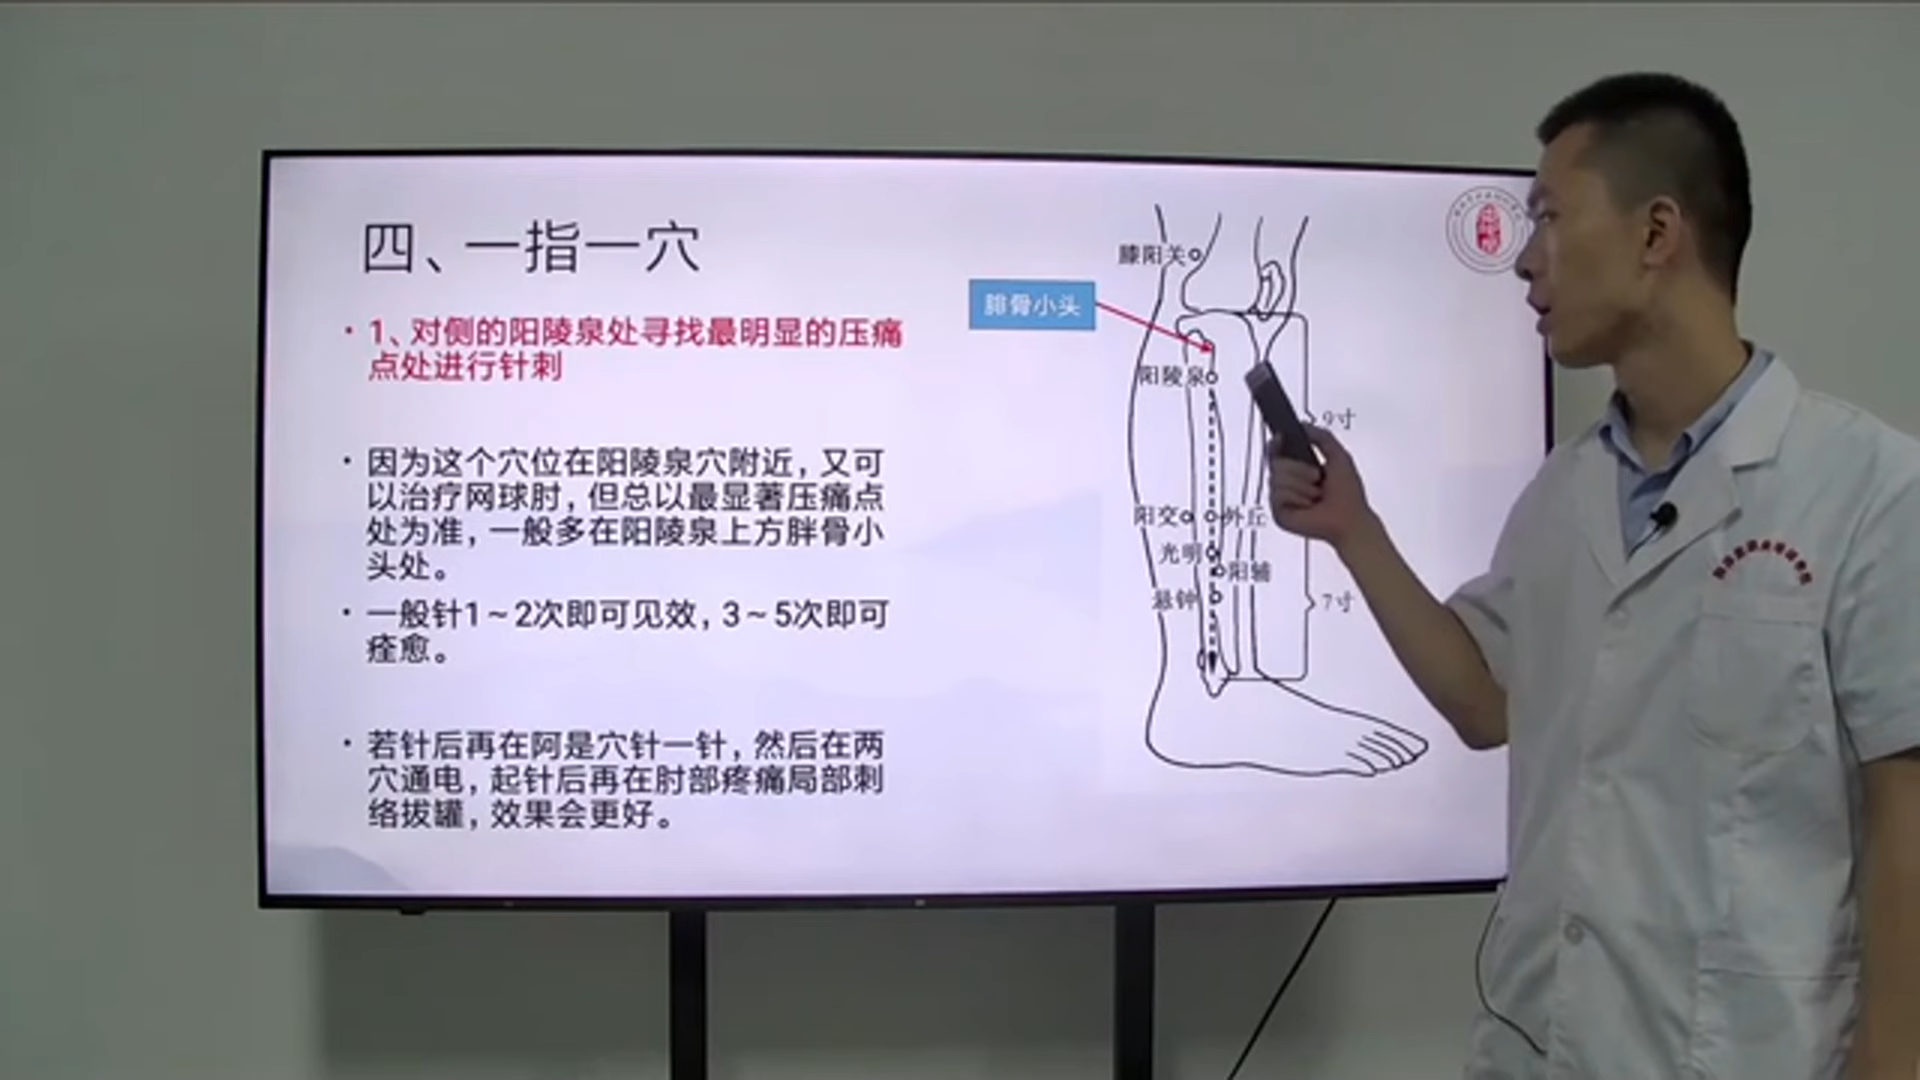 四、一指一穴
· 1、对侧的阳陵泉处寻找最明显的压痛
点处进行针刺
· 因为这个穴位在阳陵泉穴附近，又可
以治疗网球肘，但总以最显著压痛点
处为准，一般多在阳陵泉上方胖骨小
头处。
· 一般针1～2次即可见效，3～5次即可
痊愈。
· 若针后再在阿是穴针一针，然后在两
穴通电，起针后再在肘部疼痛局部刺
络拔罐，效果会更好。
膝阳关
腓骨小头
阳陵泉
9寸
阳交
外丘
光明
阳辅
悬钟
7寸